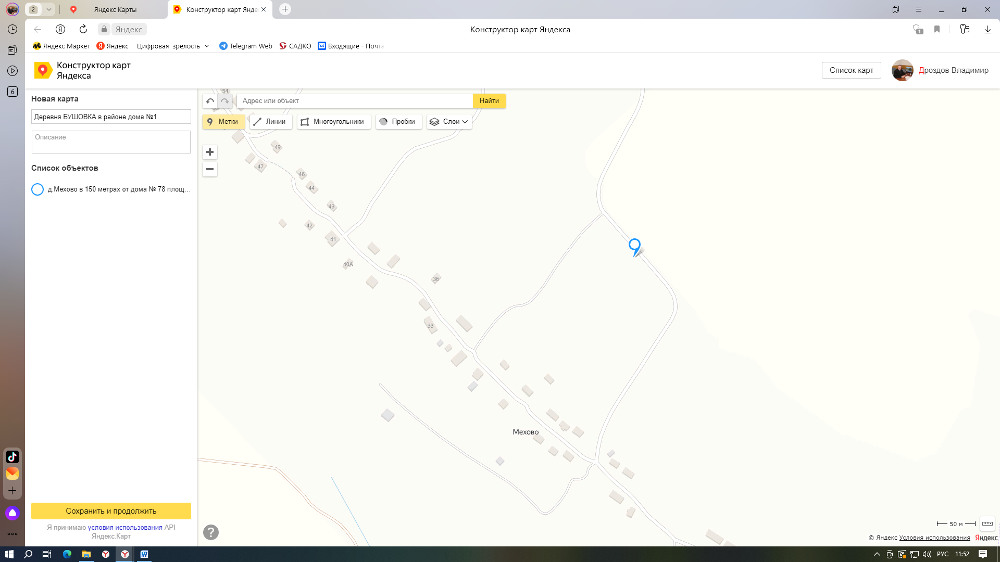 2
Яндекс Карты
Конструктор карт Янде
Яндекс
Конструктор карт Яндекса
1
Яндекс Маркет
Яндекс
Цифровая зрелость
Telegram Web
САДКО
Входящие - Почта
6
Конструктор карт
Яндекса
Список карт
Дроздов Владимир
Новая карта
Деревня БУШОВКА в районе дома №1
Описание
Список объектов
д.Мехово в 150 метрах от дома № 78 площ...
Сохранить и продолжить
Я принимаю условия использования API
Яндекс.Карт
Адрес или объект
Найти
Метки
Линии
Многоугольники
Пробки
Слои
54
49
47
46
44
43
42
41
40А
36
33
Мехово
?
50 м
© Яндекс Условия использования
Яндекс
РУС
11:52